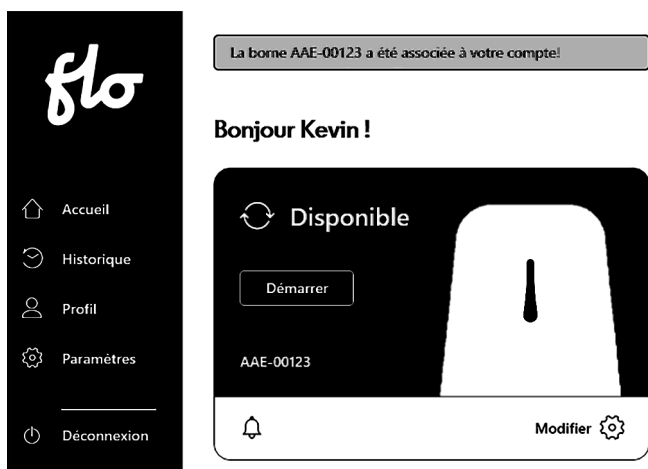 flo
Accueil
Historique
Profil
Paramètres
Déconnexion
La borne AAE-00123 a été associée à votre compte!
Bonjour Kevin !
Disponible
Démarrer
AAE-00123
Modifier